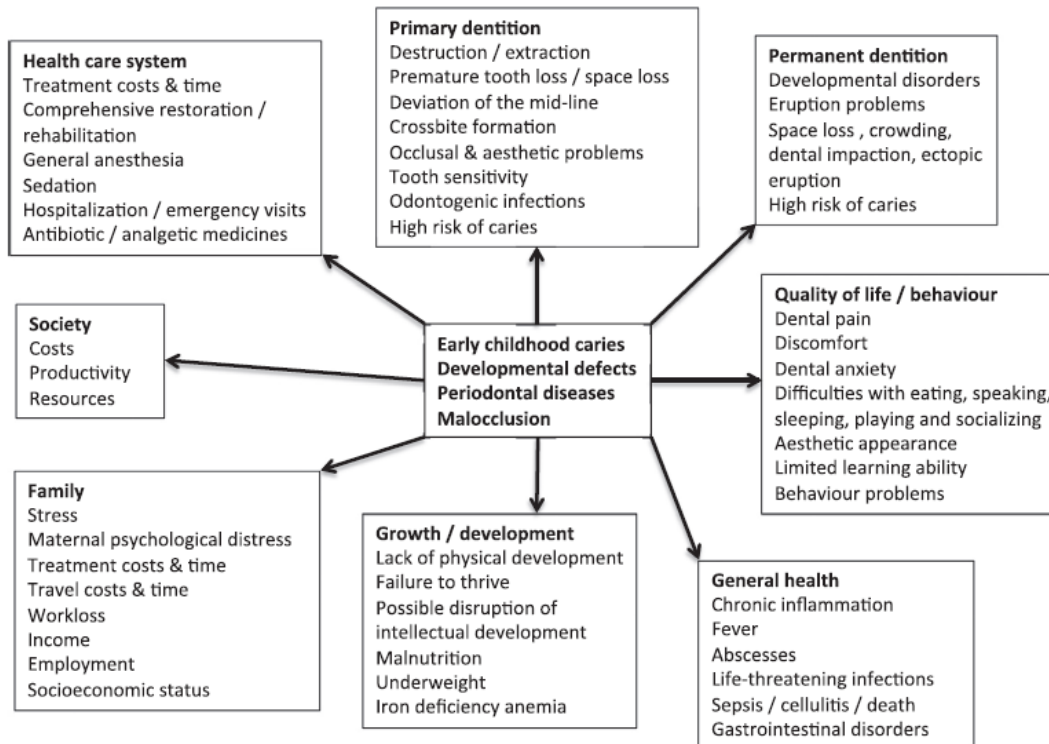 Health care system
Treatment costs & time
Comprehensive restoration /
rehabilitation
General anesthesia
Sedation
Hospitalization / emergency visits
Antibiotic / analgetic medicines
Primary dentition
Destruction / extraction
Premature tooth loss / space loss
Deviation of the mid-line
Crossbite formation
Occlusal & aesthetic problems
Tooth sensitivity
Odontogenic infections
High risk of caries
Permanent dentition
Developmental disorders
Eruption problems
Space loss , crowding,
dental impaction, ectopic
eruption
High risk of caries
Society
Costs
Productivity
Resources
Early childhood caries
Developmental defects
Periodontal diseases
Malocclusion
Quality of life / behaviour
Dental pain
Discomfort
Dental anxiety
Difficulties with eating, speaking,
sleeping, playing and socializing
Aesthetic appearance
Limited learning ability
Behaviour problems
Family
Stress
Maternal psychological distress
Treatment costs & time
Travel costs & time
Workloss
Income
Employment
Socioeconomic status
Growth / development
Lack of physical development
Failure to thrive
Possible disruption of
intellectual development
Malnutrition
Underweight
Iron deficiency anemia
General health
Chronic inflammation
Fever
Abscesses
Life-threatening infections
Sepsis / cellulitis / death
Gastrointestinal disorders